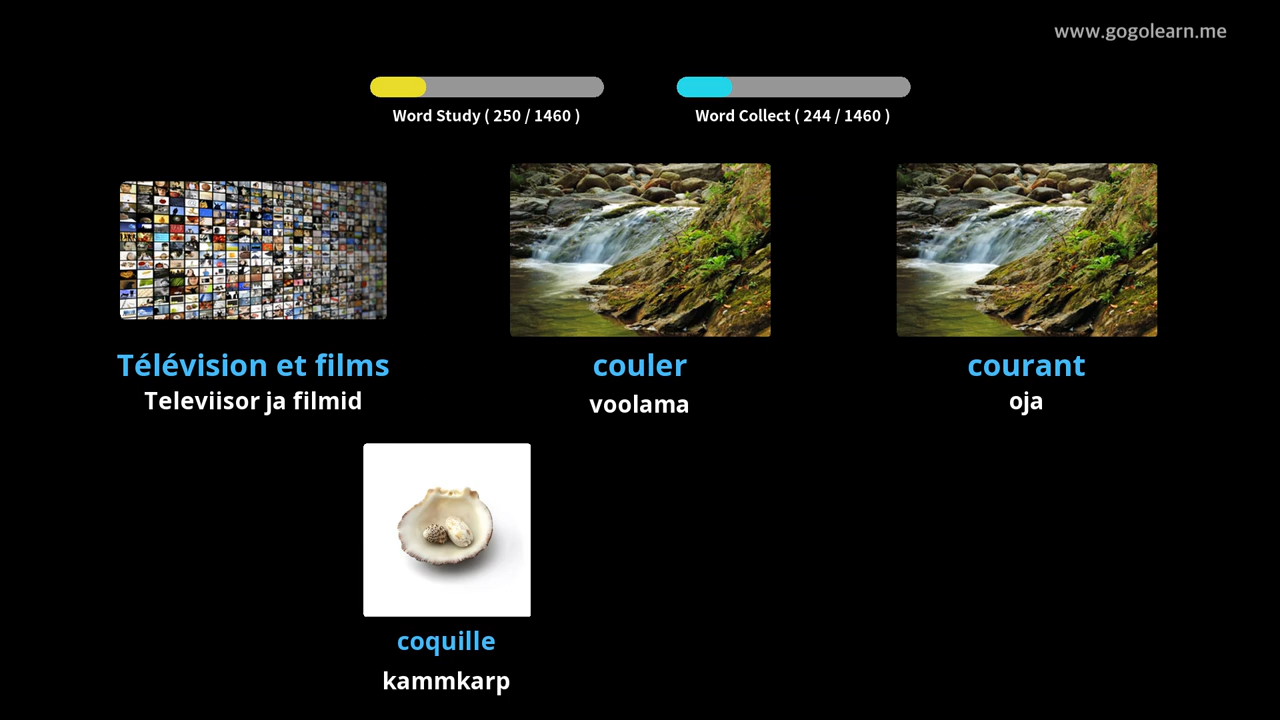 www.gogolearn.me
Word Study ( 250 / 1460 )
Word Collect ( 244 / 1460 )
Télévision et films
Televiisor ja filmid
couler
voolama
courant
oja
coquille
kammkarp